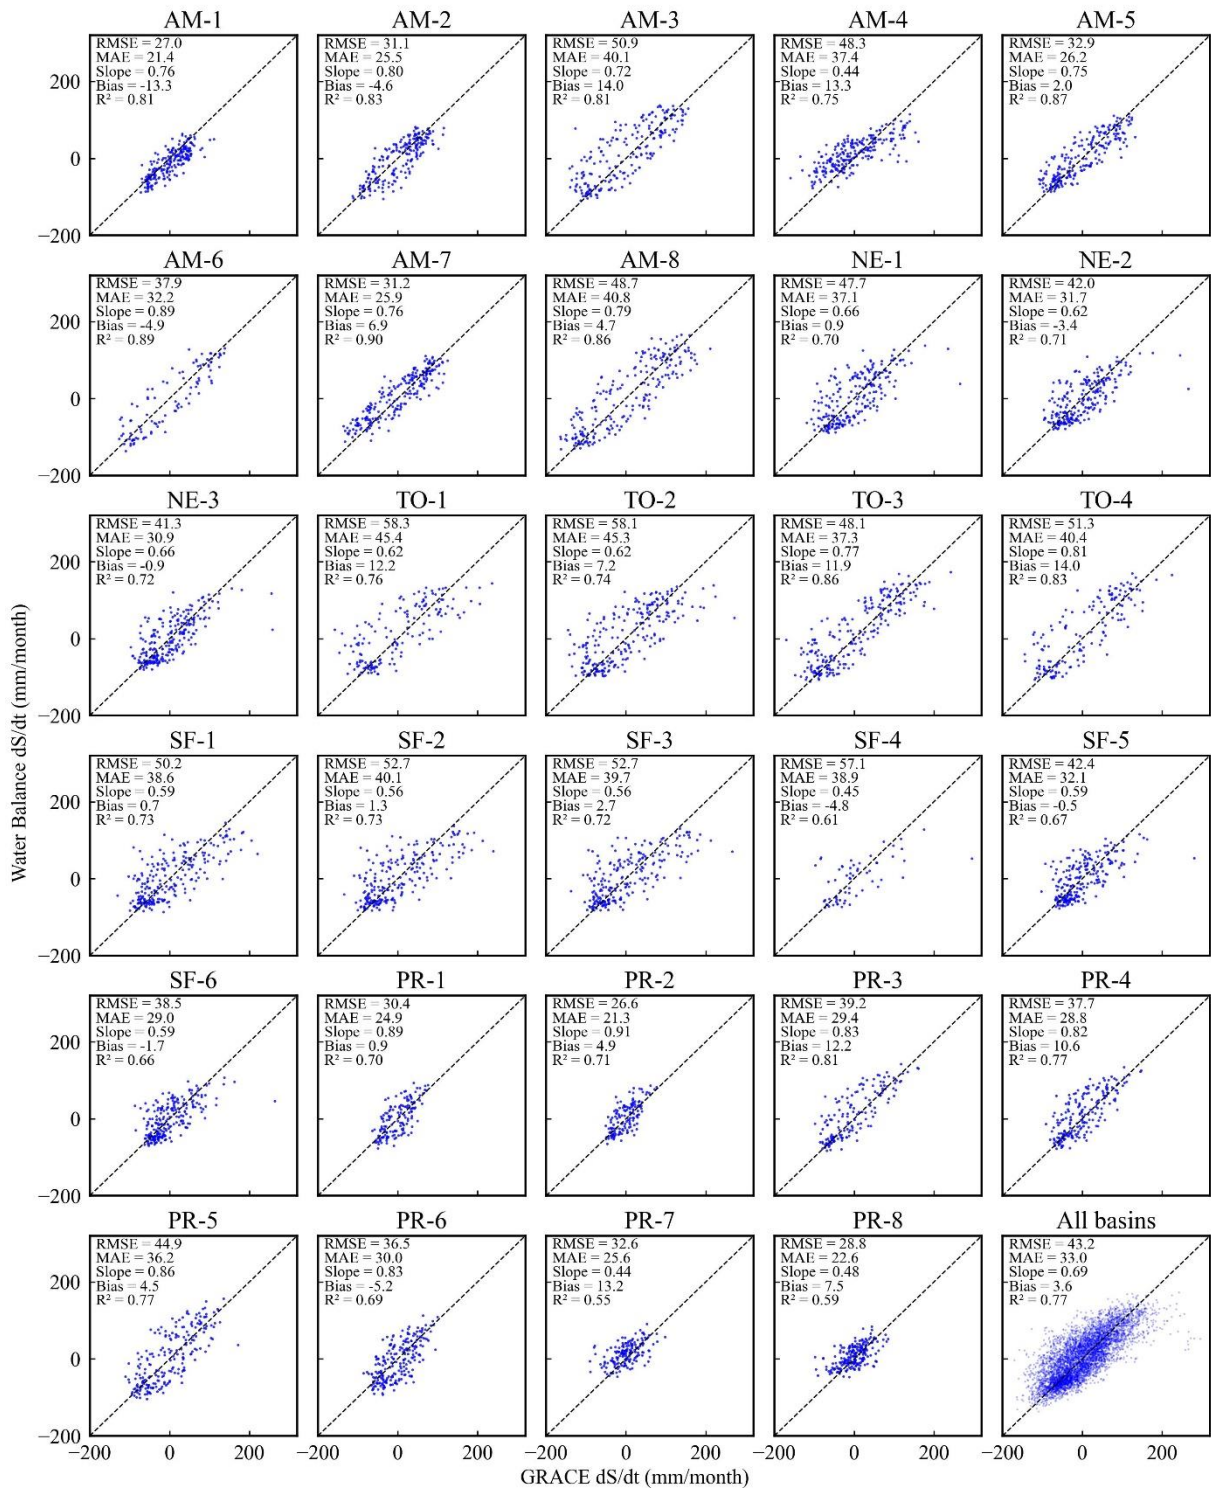 AM-1
RMSE = 27.0
MAE = 21.4
Slope = 0.76
Bias = -13.3
R² = 0.81
AM-2
RMSE = 31.1
MAE = 25.5
Slope = 0.80
Bias = -4.6
R² = 0.83
AM-3
RMSE = 50.9
MAE = 40.1
Slope = 0.72
Bias = 14.0
R² = 0.81
AM-4
RMSE = 48.3
MAE = 37.4
Slope = 0.44
Bias = 13.3
R² = 0.75
AM-5
RMSE = 32.9
MAE = 26.2
Slope = 0.75
Bias = 2.0
R² = 0.87
200
0
−200
AM-6
RMSE = 37.9
MAE = 32.2
Slope = 0.89
Bias = -4.9
R² = 0.89
AM-7
RMSE = 31.2
MAE = 25.9
Slope = 0.76
Bias = 6.9
R² = 0.90
AM-8
RMSE = 48.7
MAE = 40.8
Slope = 0.79
Bias = 4.7
R² = 0.86
NE-1
RMSE = 47.7
MAE = 37.1
Slope = 0.66
Bias = 0.9
R² = 0.70
NE-2
RMSE = 42.0
MAE = 31.7
Slope = 0.62
Bias = -3.4
R² = 0.71
200
0
−200
NE-3
RMSE = 41.3
MAE = 30.9
Slope = 0.66
Bias = -0.9
R² = 0.72
TO-1
RMSE = 58.3
MAE = 45.4
Slope = 0.62
Bias = 12.2
R² = 0.76
TO-2
RMSE = 58.1
MAE = 45.3
Slope = 0.62
Bias = 7.2
R² = 0.74
TO-3
RMSE = 48.1
MAE = 37.3
Slope = 0.77
Bias = 11.9
R² = 0.86
TO-4
RMSE = 51.3
MAE = 40.4
Slope = 0.81
Bias = 14.0
R² = 0.83
200
0
−200
Water Balance dS/dt (mm/month)
SF-1
RMSE = 50.2
MAE = 38.6
Slope = 0.59
Bias = 0.7
R² = 0.73
SF-2
RMSE = 52.7
MAE = 40.1
Slope = 0.56
Bias = 1.3
R² = 0.73
SF-3
RMSE = 52.7
MAE = 39.7
Slope = 0.56
Bias = 2.7
R² = 0.72
SF-4
RMSE = 57.1
MAE = 38.9
Slope = 0.45
Bias = -4.8
R² = 0.61
SF-5
RMSE = 42.4
MAE = 32.1
Slope = 0.59
Bias = -0.5
R² = 0.67
200
0
−200
SF-6
RMSE = 38.5
MAE = 29.0
Slope = 0.59
Bias = -1.7
R² = 0.66
PR-1
RMSE = 30.4
MAE = 24.9
Slope = 0.89
Bias = 0.9
R² = 0.70
PR-2
RMSE = 26.6
MAE = 21.3
Slope = 0.91
Bias = 4.9
R² = 0.71
PR-3
RMSE = 39.2
MAE = 29.4
Slope = 0.83
Bias = 12.2
R² = 0.81
PR-4
RMSE = 37.7
MAE = 28.8
Slope = 0.82
Bias = 10.6
R² = 0.77
200
0
−200
PR-5
RMSE = 44.9
MAE = 36.2
Slope = 0.86
Bias = 4.5
R² = 0.77
PR-6
RMSE = 36.5
MAE = 30.0
Slope = 0.83
Bias = -5.2
R² = 0.69
PR-7
RMSE = 32.6
MAE = 25.6
Slope = 0.44
Bias = 13.2
R² = 0.55
PR-8
RMSE = 28.8
MAE = 22.6
Slope = 0.48
Bias = 7.5
R² = 0.59
All basins
RMSE = 43.2
MAE = 33.0
Slope = 0.69
Bias = 3.6
R² = 0.77
200
0
−200
−200 0 200 −200 0 200 −200 0 200 −200 0 200 −200 0 200
GRACE dS/dt (mm/month)